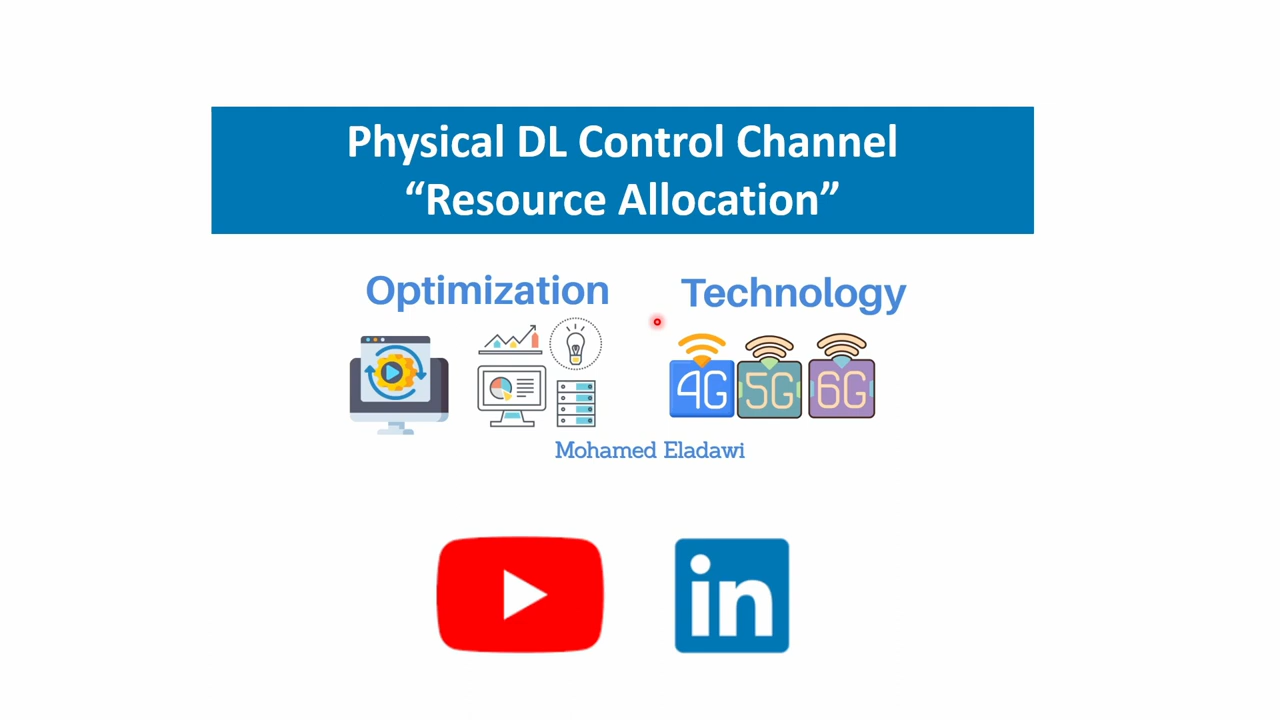 Physical DL Control Channel
“Resource Allocation”
Optimization
Technology
4G
5G
6G
Mohamed Eladawi
in